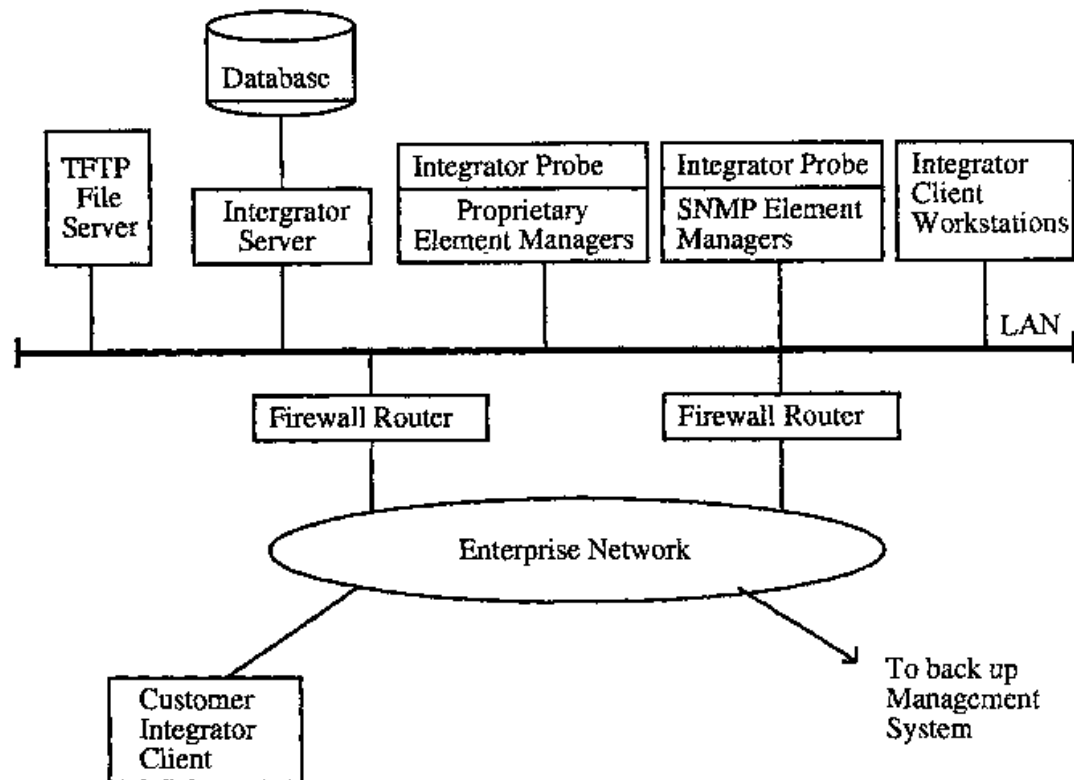 Database
TFTP
File
Server
Intergrator
Server
Integrator Probe
Proprietary
Element Managers
Integrator Probe
SNMP Element
Managers
Integrator
Client
Workstations
LAN
Firewall Router
Firewall Router
Enterprise Network
Customer
Integrator
Client
To back up
Management
System